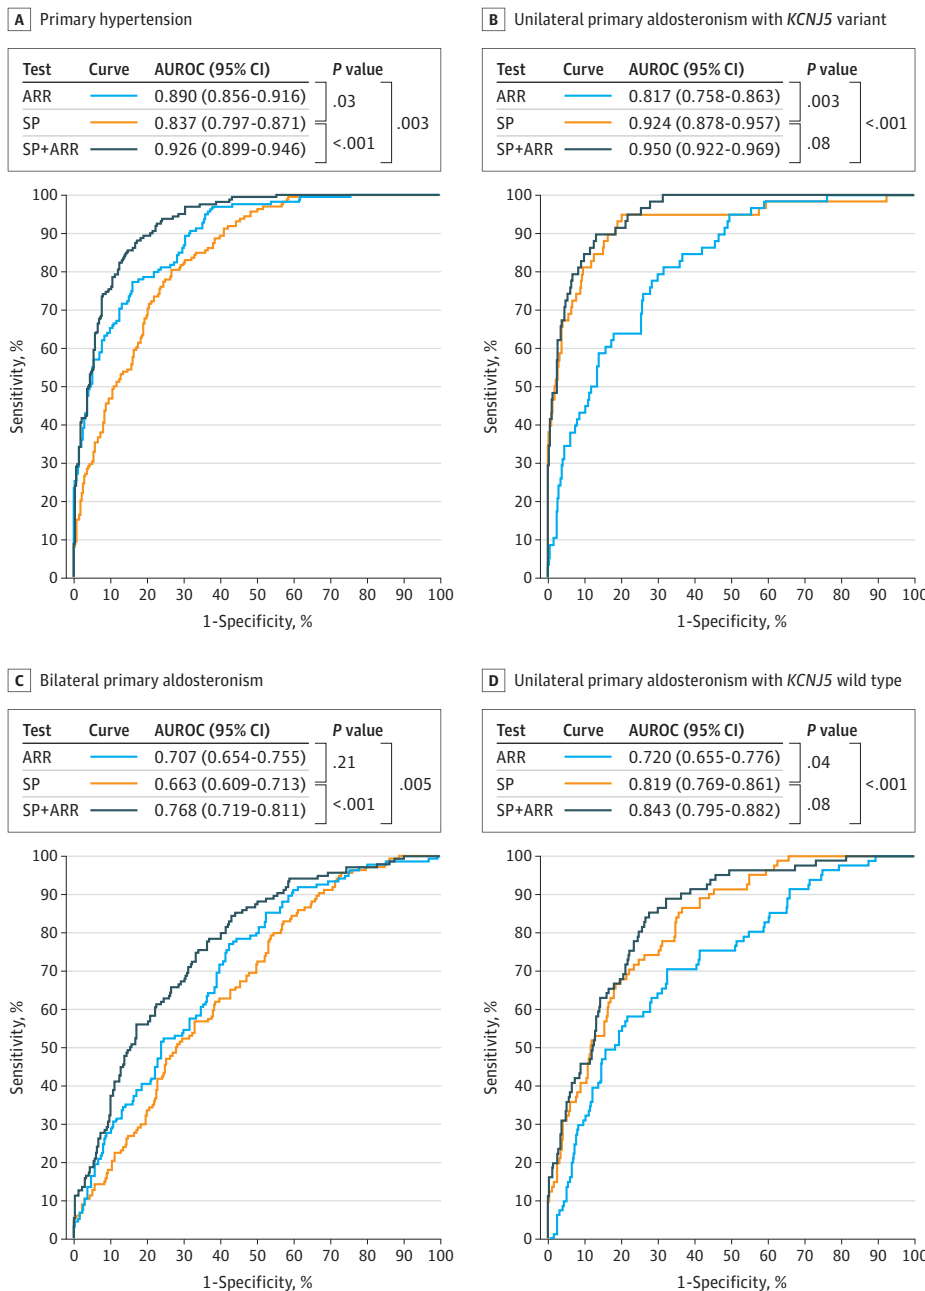 A Primary hypertension
Test Curve AUROC (95% CI) P value
ARR 0.890 (0.856-0.916)
.03
SP 0.837 (0.797-0.871)
.003
<.001
SP+ARR 0.926 (0.899-0.946)
100
90
80
70
60
50
40
30
20
10
0
Sensitivity, %
0 10 20 30 40 50 60 70 80 90 100
1-Specificity, %
B Unilateral primary aldosteronism with KCNJ5 variant
Test Curve AUROC (95% CI) P value
ARR 0.817 (0.758-0.863)
.003
SP 0.924 (0.878-0.957)
<.001
.08
SP+ARR 0.950 (0.922-0.969)
100
90
80
70
60
50
40
30
20
10
0
Sensitivity, %
0 10 20 30 40 50 60 70 80 90 100
1-Specificity, %
C Bilateral primary aldosteronism
Test Curve AUROC (95% CI) P value
ARR 0.707 (0.654-0.755)
.21
SP 0.663 (0.609-0.713)
.005
<.001
SP+ARR 0.768 (0.719-0.811)
100
90
80
70
60
50
40
30
20
10
0
Sensitivity, %
0 10 20 30 40 50 60 70 80 90 100
1-Specificity, %
D Unilateral primary aldosteronism with KCNJ5 wild type
Test Curve AUROC (95% CI) P value
ARR 0.720 (0.655-0.776)
.04
SP 0.819 (0.769-0.861)
<.001
.08
SP+ARR 0.843 (0.795-0.882)
100
90
80
70
60
50
40
30
20
10
0
Sensitivity, %
0 10 20 30 40 50 60 70 80 90 100
1-Specificity, %